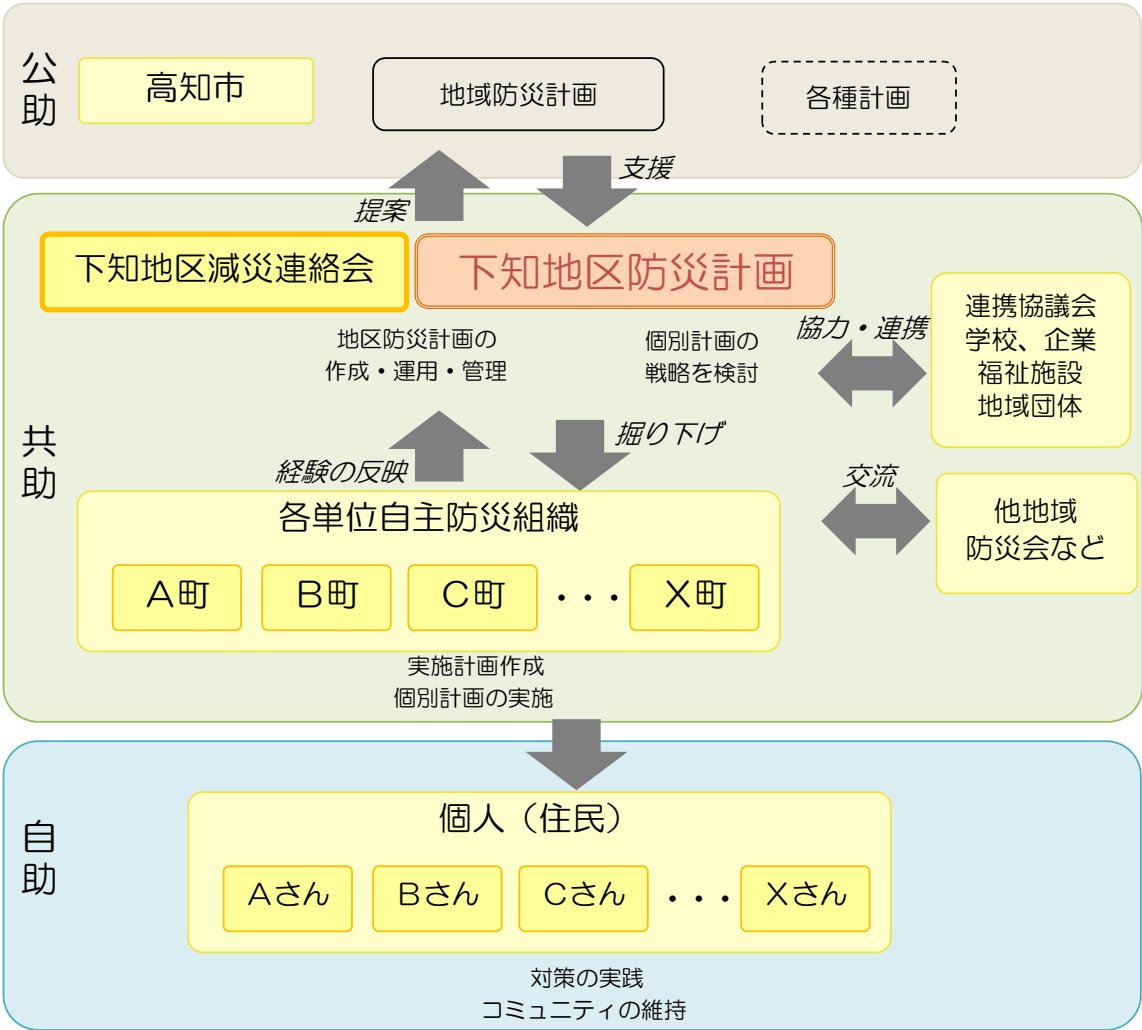 公助
高知市
地域防災計画
各種計画
提案
支援
共助
下知地区減災連絡会
下知地区防災計画
地区防災計画の
作成・運用・管理
個別計画の
戦略を検討
協力・連携
連携協議会
学校、企業
福祉施設
地域団体
経験の反映
掘り下げ
交流
他地域
防災会など
各単位自主防災組織
A町
B町
C町
・・・
X町
実施計画作成
個別計画の実施
自助
個人（住民）
Aさん
Bさん
Cさん
・・・
Xさん
対策の実践
コミュニティの維持